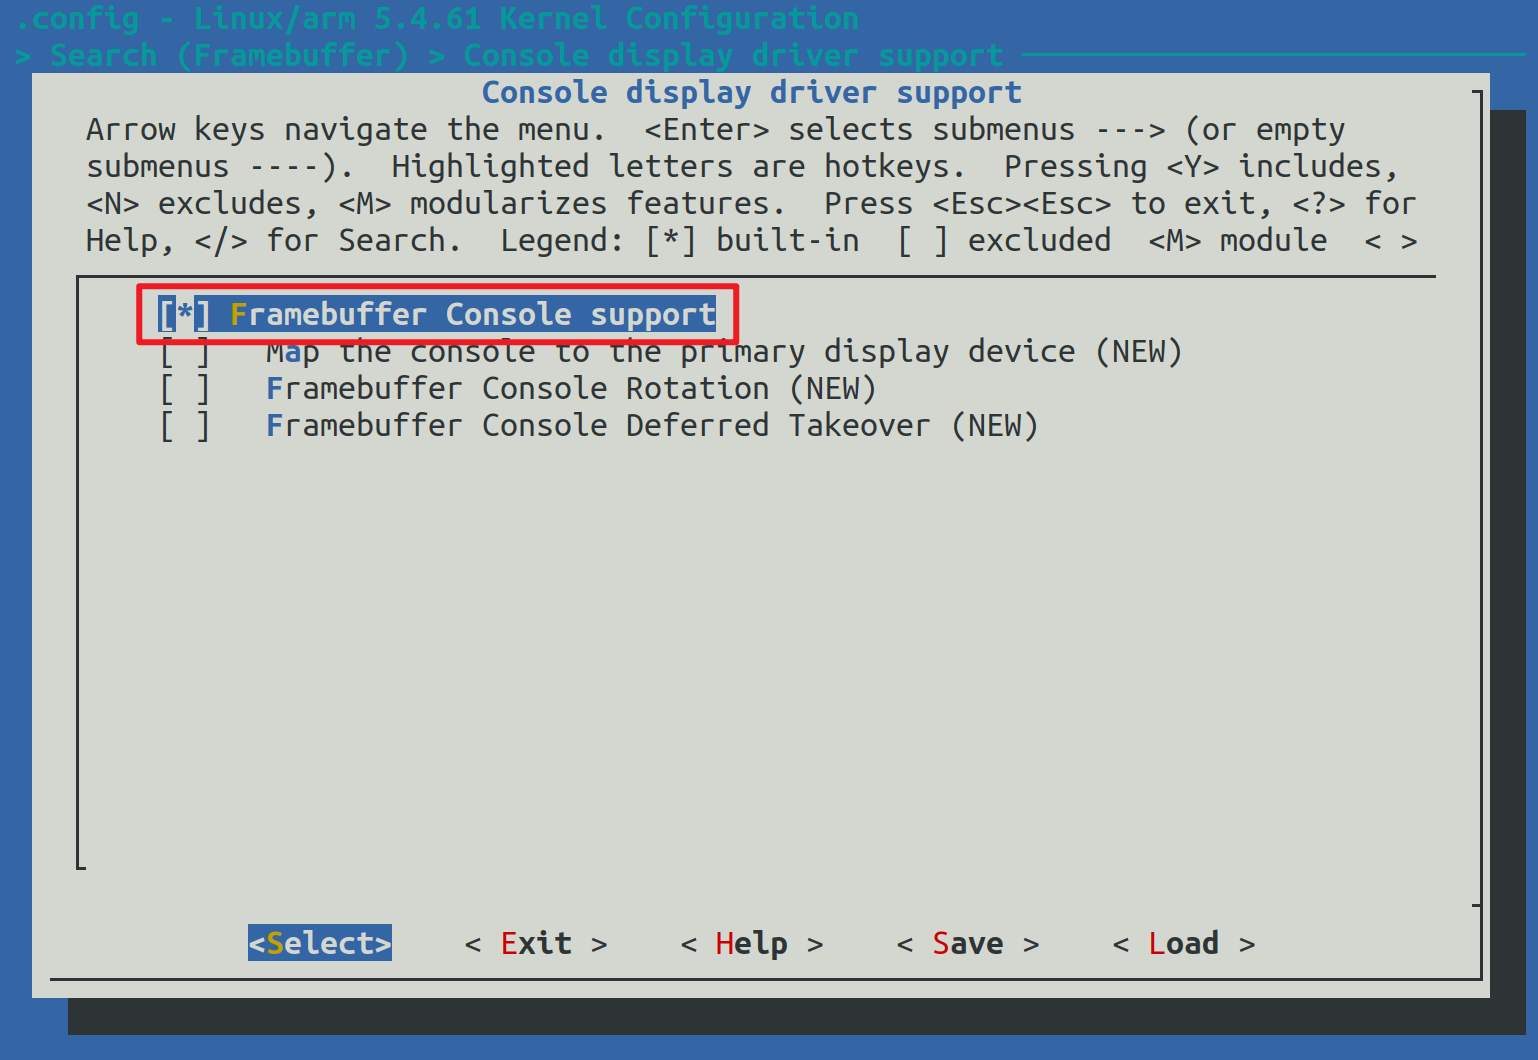 .config - Linux/arm 5.4.61 Kernel Configuration
> Search (Framebuffer) > Console display driver support
Console display driver support
Arrow keys navigate the menu.  <Enter> selects submenus ---> (or empty
submenus ----).  Highlighted letters are hotkeys.  Pressing <Y> includes,
<N> excludes, <M> modularizes features.  Press <Esc><Esc> to exit, <?> for
Help, </> for Search.  Legend: [*] built-in  [ ] excluded  <M> module  < >
[*] Framebuffer Console support
[ ]   Map the console to the primary display device (NEW)
[ ]   Framebuffer Console Rotation (NEW)
[ ]   Framebuffer Console Deferred Takeover (NEW)
<Select>    < Exit >    < Help >    < Save >    < Load >